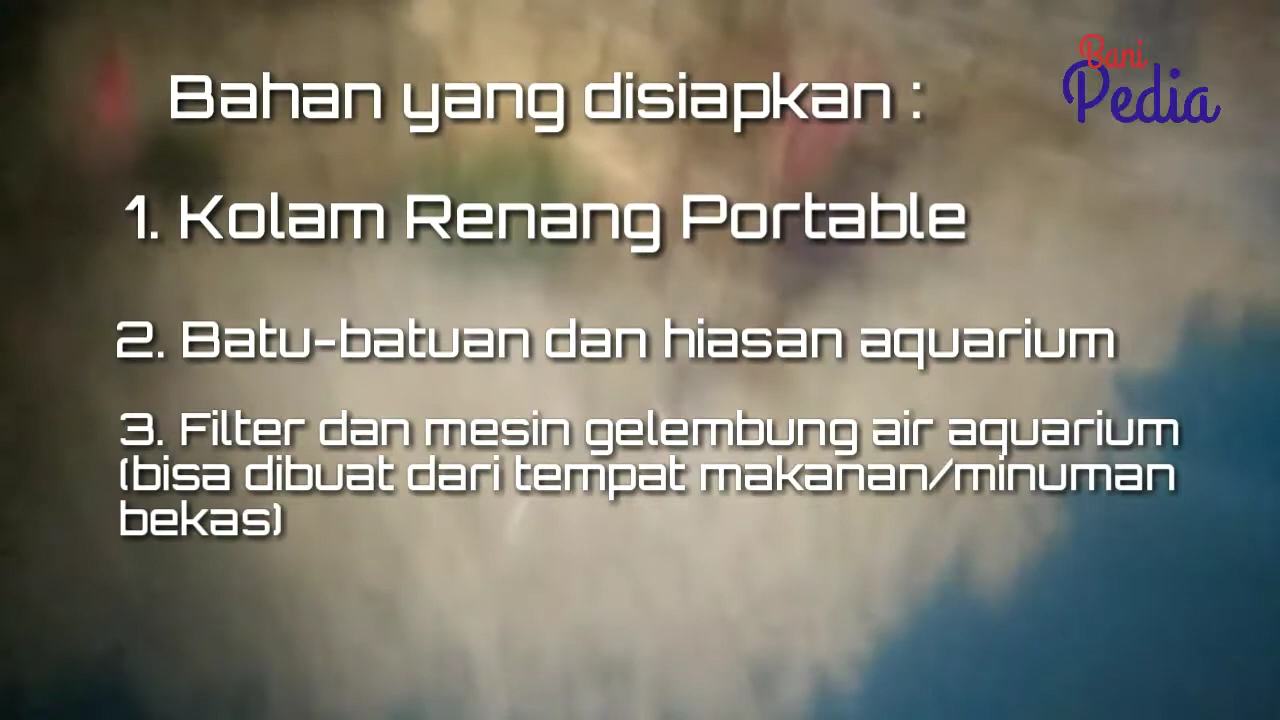 Bani
Pedia
Bahan yang disiapkan :
1. Kolam Renang Portable
2. Batu-batuan dan hiasan aquarium
3. Filter dan mesin gelembung air aquarium
(bisa dibuat dari tempat makanan/minuman
bekas)